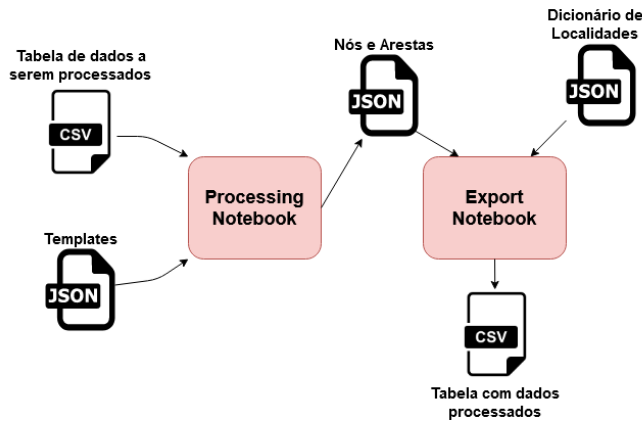 Tabela de dados a
serem processados
CSV
Templates
JSON
Processing
Notebook
Nós e Arestas
JSON
Dicionário de
Localidades
JSON
Export
Notebook
CSV
Tabela com dados
processados